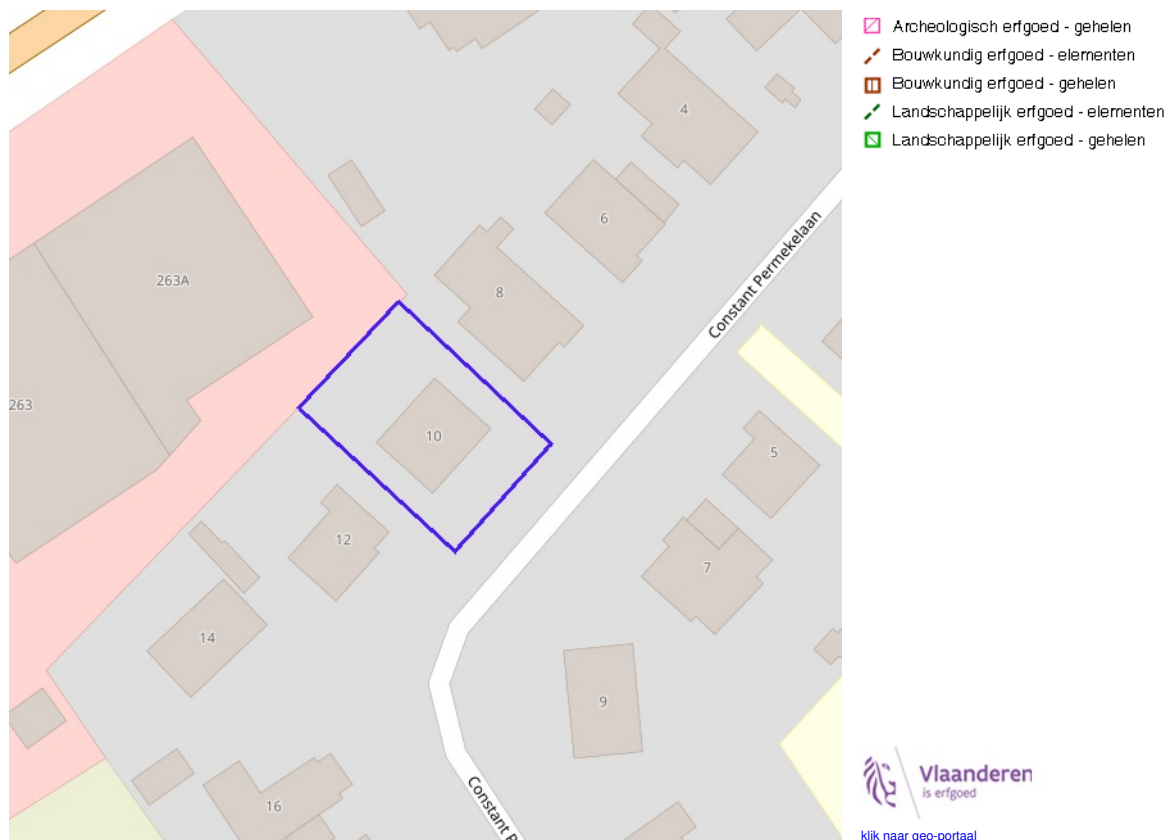 Archeologisch erfgoed - gehelen
Bouwkundig erfgoed - elementen
Bouwkundig erfgoed - gehelen
Landschappelijk erfgoed - elementen
Landschappelijk erfgoed - gehelen
4
6
263A
8
Constant Permekelaan
263
10
5
12
7
14
9
16
Constant P
Vlaanderen
is erfgoed
klik naar geo-portaal